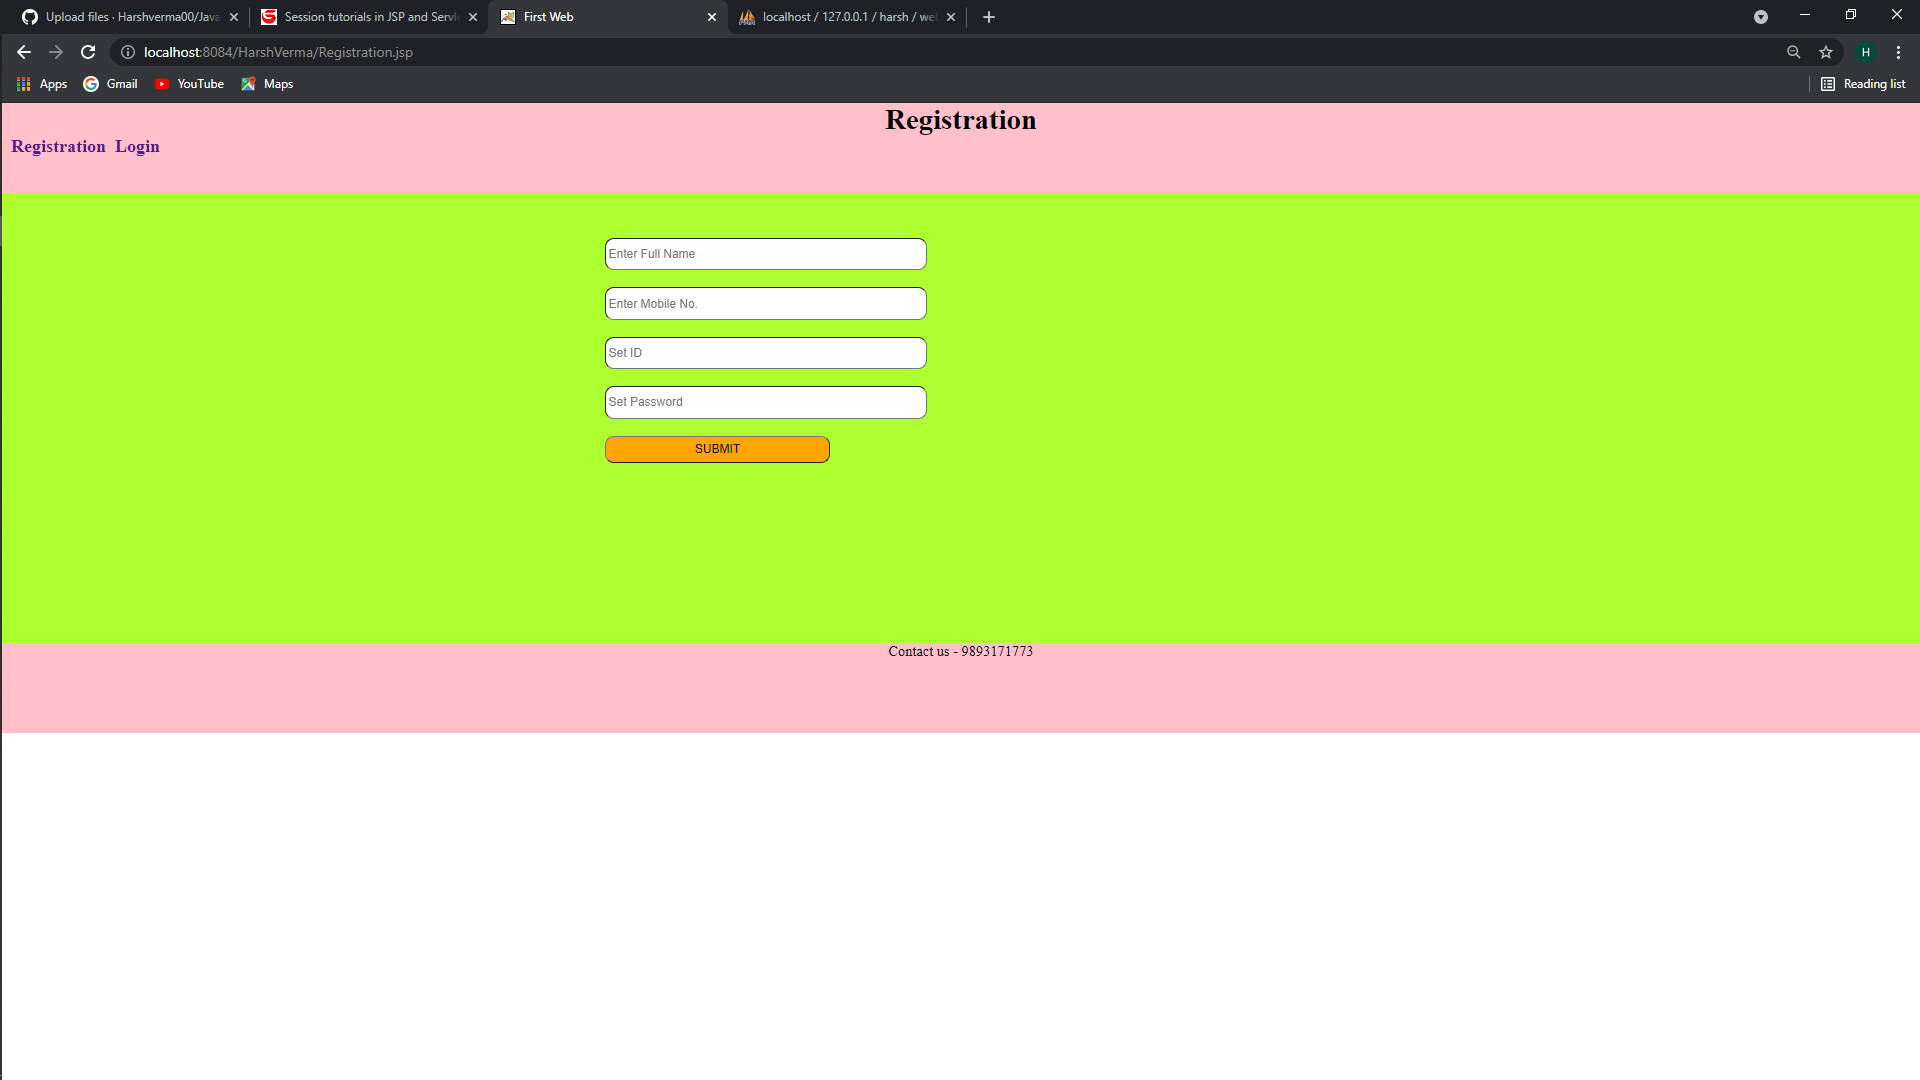 Upload files · Harshverma00/Java
Session tutorials in JSP and Servl
First Web
localhost / 127.0.0.1 / harsh / we
localhost:8084/HarshVerma/Registration.jsp
H
Apps
Gmail
YouTube
Maps
Reading list
Registration
Registration Login
Enter Full Name
Enter Mobile No.
Set ID
Set Password
SUBMIT
Contact us - 9893171773